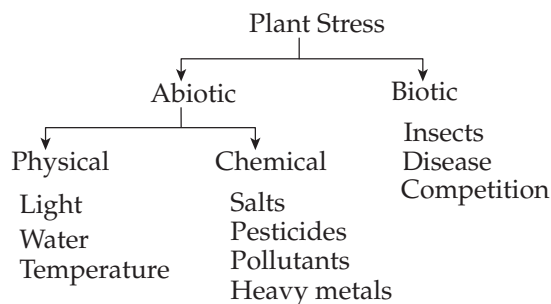 Plant Stress
Abiotic
Biotic
Physical
Chemical
Insects
Disease
Competition
Light
Water
Temperature
Salts
Pesticides
Pollutants
Heavy metals